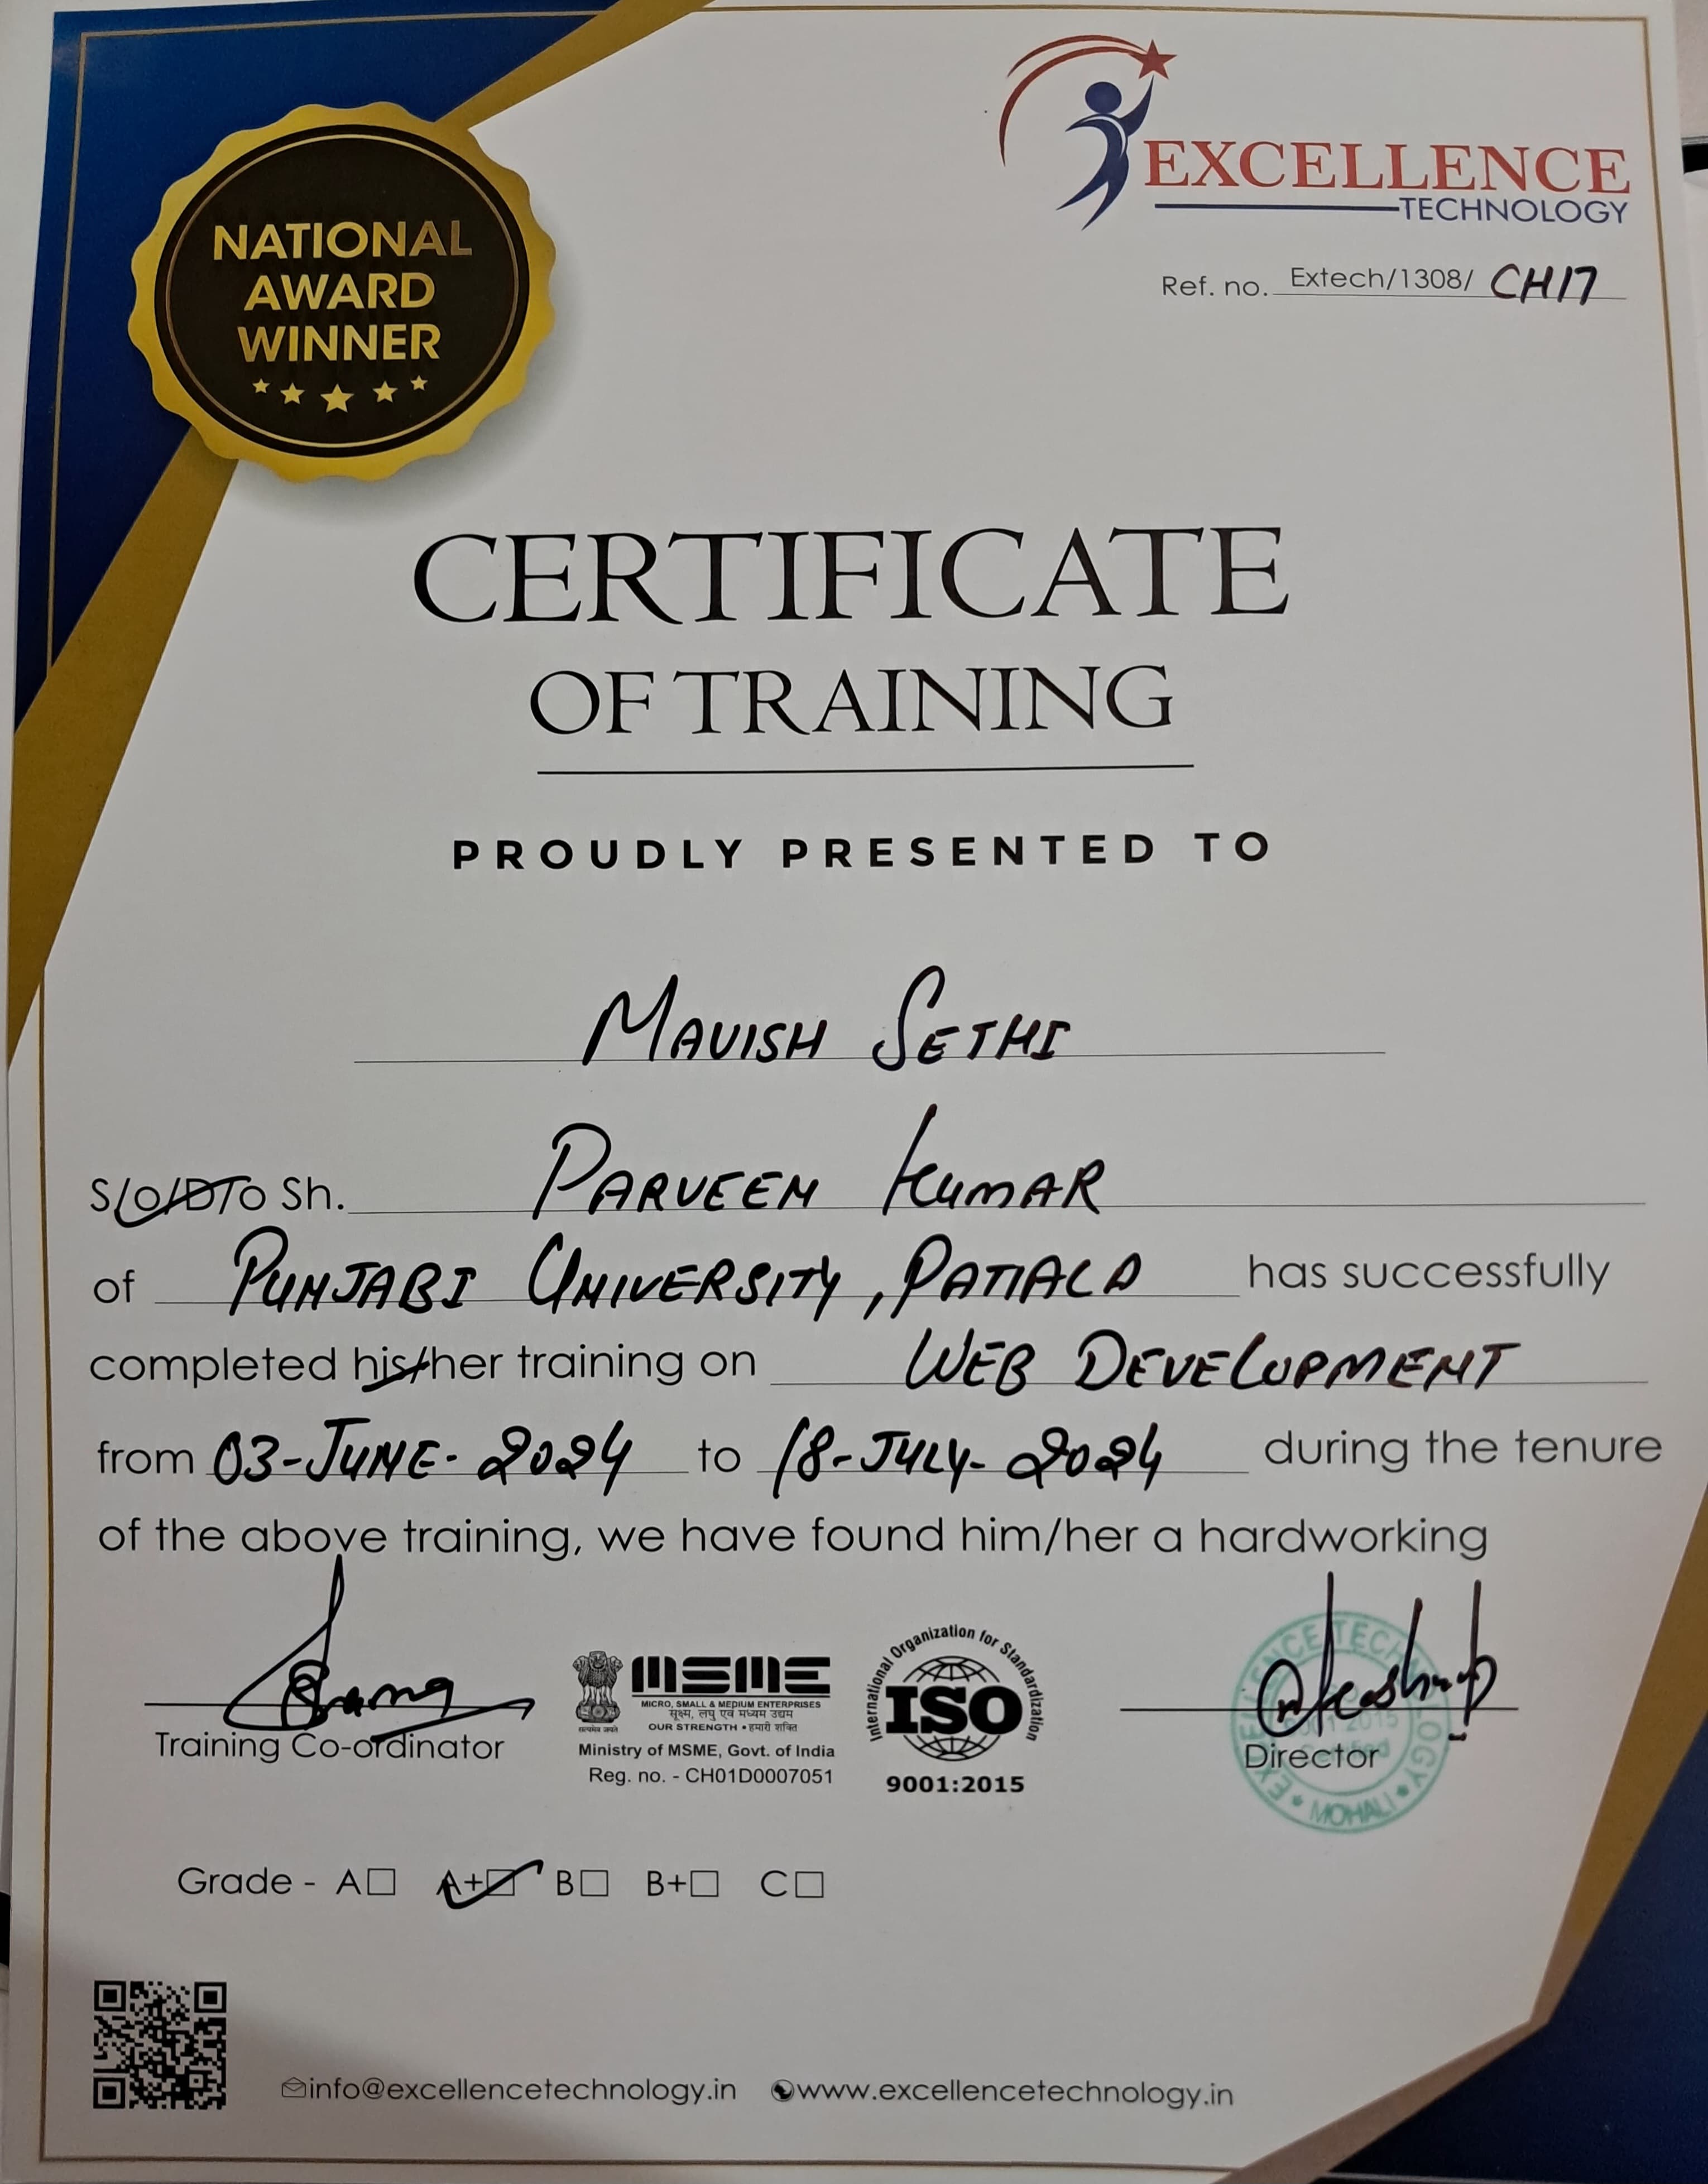 EXCELLENCE
TECHNOLOGY
NATIONAL
AWARD
WINNER
Ref. no. Extech/1308/ CH17
CERTIFICATE
OF TRAINING
PROUDLY PRESENTED TO
MAVISH SETHI
S/O/D/O Sh. PARVEEN KUMAR
of PUNJABI UNIVERSITY, PATIALA has successfully
completed his/her training on WEB DEVELOPMENT
from 03-JUNE-2024 to 18-JULY-2024 during the tenure
of the above training, we have found him/her a hardworking
Training Co-ordinator
सत्यमेव जयते
MSME
MICRO, SMALL & MEDIUM ENTERPRISES
सूक्ष्म, लघु एवं मध्यम उद्यम
OUR STRENGTH • हमारी शक्ति
Ministry of MSME, Govt. of India
Reg. no. - CH01D0007051
International Organization for Standardization
ISO
9001:2015
EXCELLENCE TECHNOLOGY
MOHALI
Director
Grade - A A+ B B+ C
info@excellencetechnology.in www.excellencetechnology.in